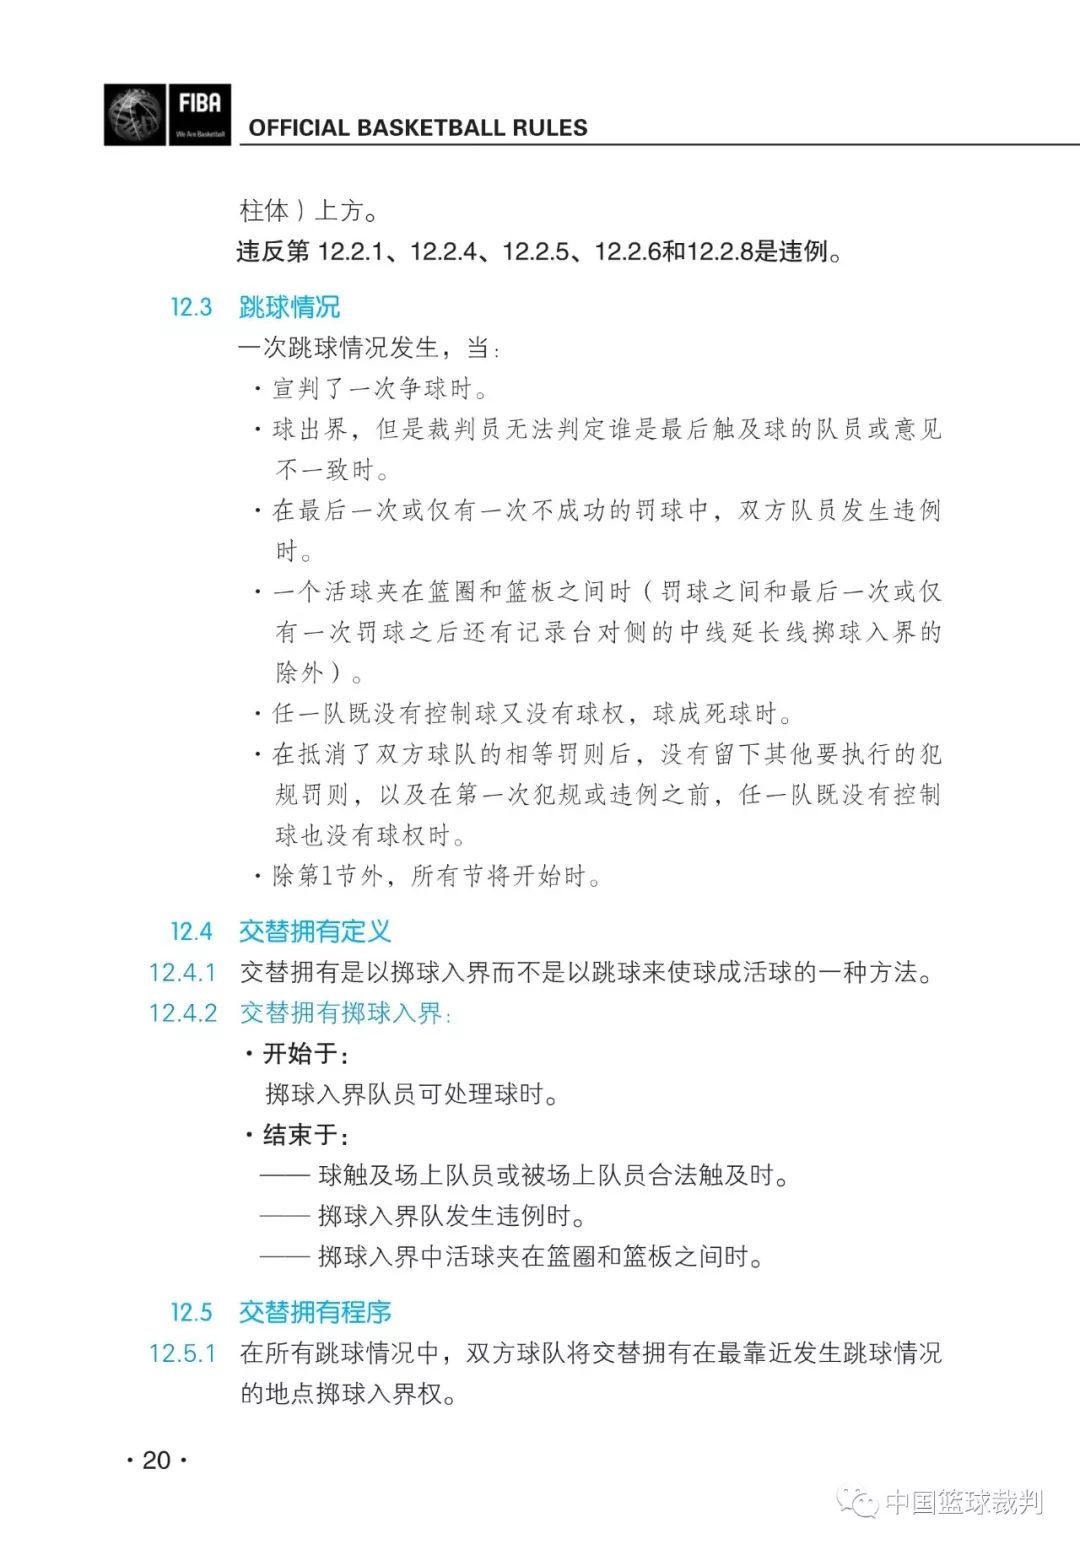 FIBA
We Are Basketball
OFFICIAL BASKETBALL RULES
柱体）上方。
违反第 12.2.1、12.2.4、12.2.5、12.2.6和12.2.8是违例。
12.3 跳球情况
一次跳球情况发生，当：
·宣判了一次争球时。
·球出界，但是裁判员无法判定谁是最后触及球的队员或意见
不一致时。
·在最后一次或仅有一次不成功的罚球中，双方队员发生违例
时。
·一个活球夹在篮圈和篮板之间时（罚球之间和最后一次或仅
有一次罚球之后还有记录台对侧的中线延长线掷球入界的
除外）。
·任一队既没有控制球又没有球权，球成死球时。
·在抵消了双方球队的相等罚则后，没有留下其他要执行的犯
规罚则，以及在第一次犯规或违例之前，任一队既没有控制
球也没有球权时。
·除第1节外，所有节将开始时。
12.4 交替拥有定义
12.4.1 交替拥有是以掷球入界而不是以跳球来使球成活球的一种方法。
12.4.2 交替拥有掷球入界：
·开始于：
掷球入界队员可处理球时。
·结束于：
—— 球触及场上队员或被场上队员合法触及时。
—— 掷球入界队发生违例时。
—— 掷球入界中活球夹在篮圈和篮板之间时。
12.5 交替拥有程序
12.5.1 在所有跳球情况中，双方球队将交替拥有在最靠近发生跳球情况
的地点掷球入界权。
·20·
中国篮球裁判